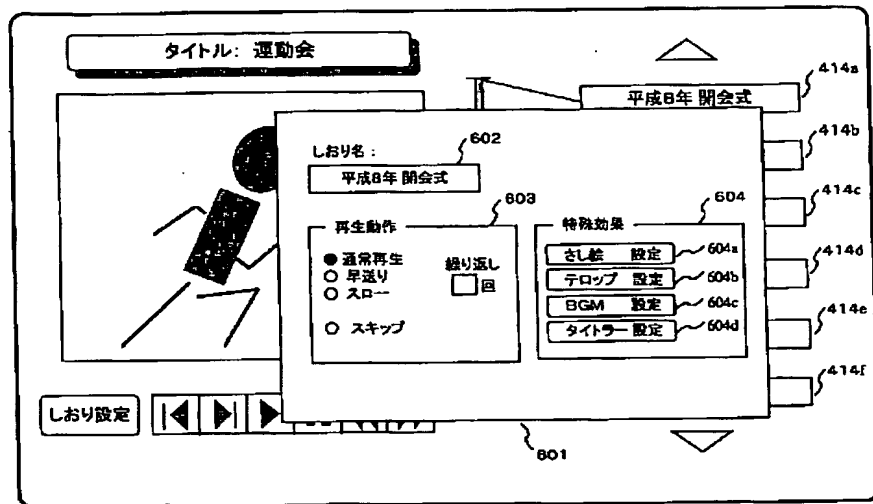 タイトル: 運動会
414a
平成8年 開会式
414b
414c
414d
414e
414f
しおり名:
602
平成8年 開会式
603
再生動作
通常再生
早送り
スロー
スキップ
繰り返し
回
604
特殊効果
さし絵 設定
604a
テロップ 設定
604b
BGM 設定
604c
タイトラー 設定
604d
しおり設定
601